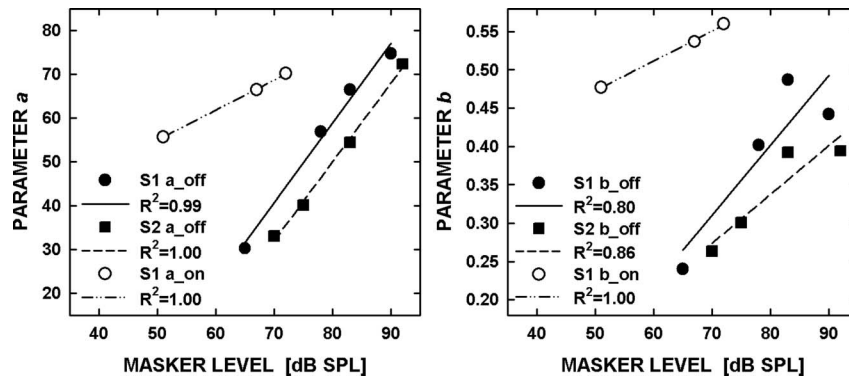 PARAMETER a
80
70
60
50
40
30
20
S1 a_off
R²=0.99
S2 a_off
R²=1.00
S1 a_on
R²=1.00
40 50 60 70 80 90
MASKER LEVEL [dB SPL]
PARAMETER b
0.55
0.50
0.45
0.40
0.35
0.30
0.25
0.20
S1 b_off
R²=0.80
S2 b_off
R²=0.86
S1 b_on
R²=1.00
40 50 60 70 80 90
MASKER LEVEL [dB SPL]